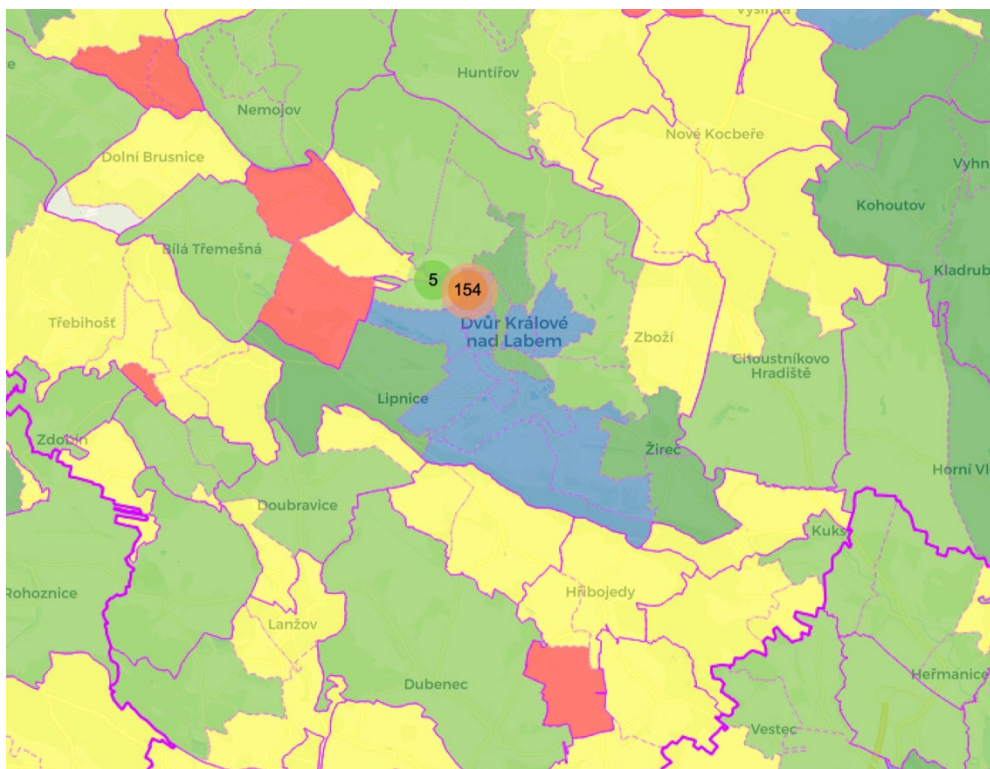 Huntířov
Nemojov
Nové Kocbeře
Dolní Brusnice
Vyhn
Kohoutov
Bílá Třemešná
Kladrub
5
154
Třebihošť
Dvůr Králové
nad Labem
Zboží
Choustníkovo
Hradiště
Lipnice
Zdobín
Žireč
Horní Vl
Doubravice
Kuks
Rohoznice
Hřibojedy
Lanžov
Heřmanice
Dubenec
Vestec